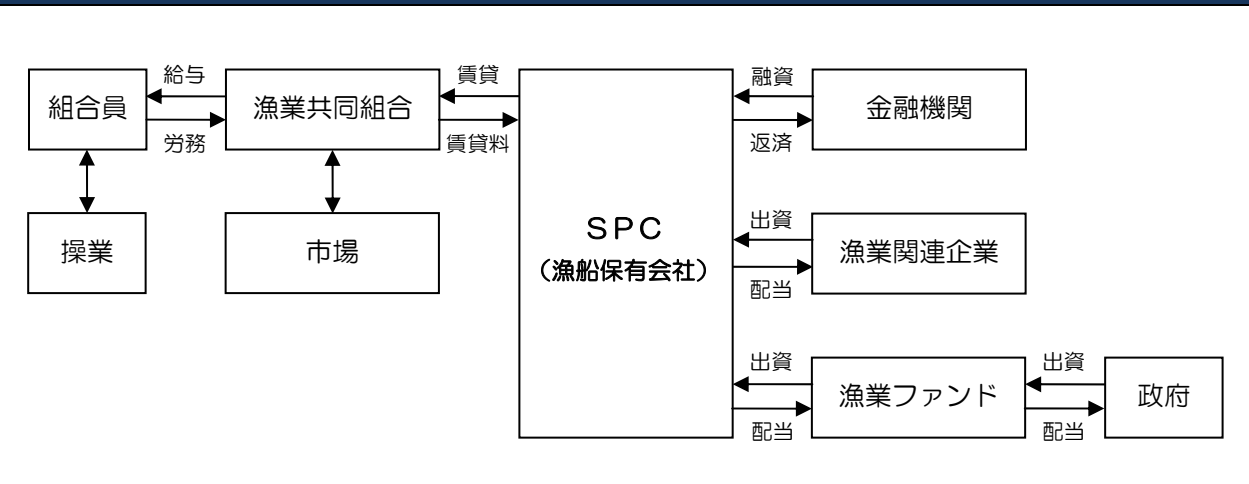 給与
賃貸
融資
組合員
漁業共同組合
金融機関
労務
賃貸料
返済
出資
操業
市場
ＳＰＣ
（漁船保有会社）
漁業関連企業
配当
出資
出資
漁業ファンド
政府
配当
配当